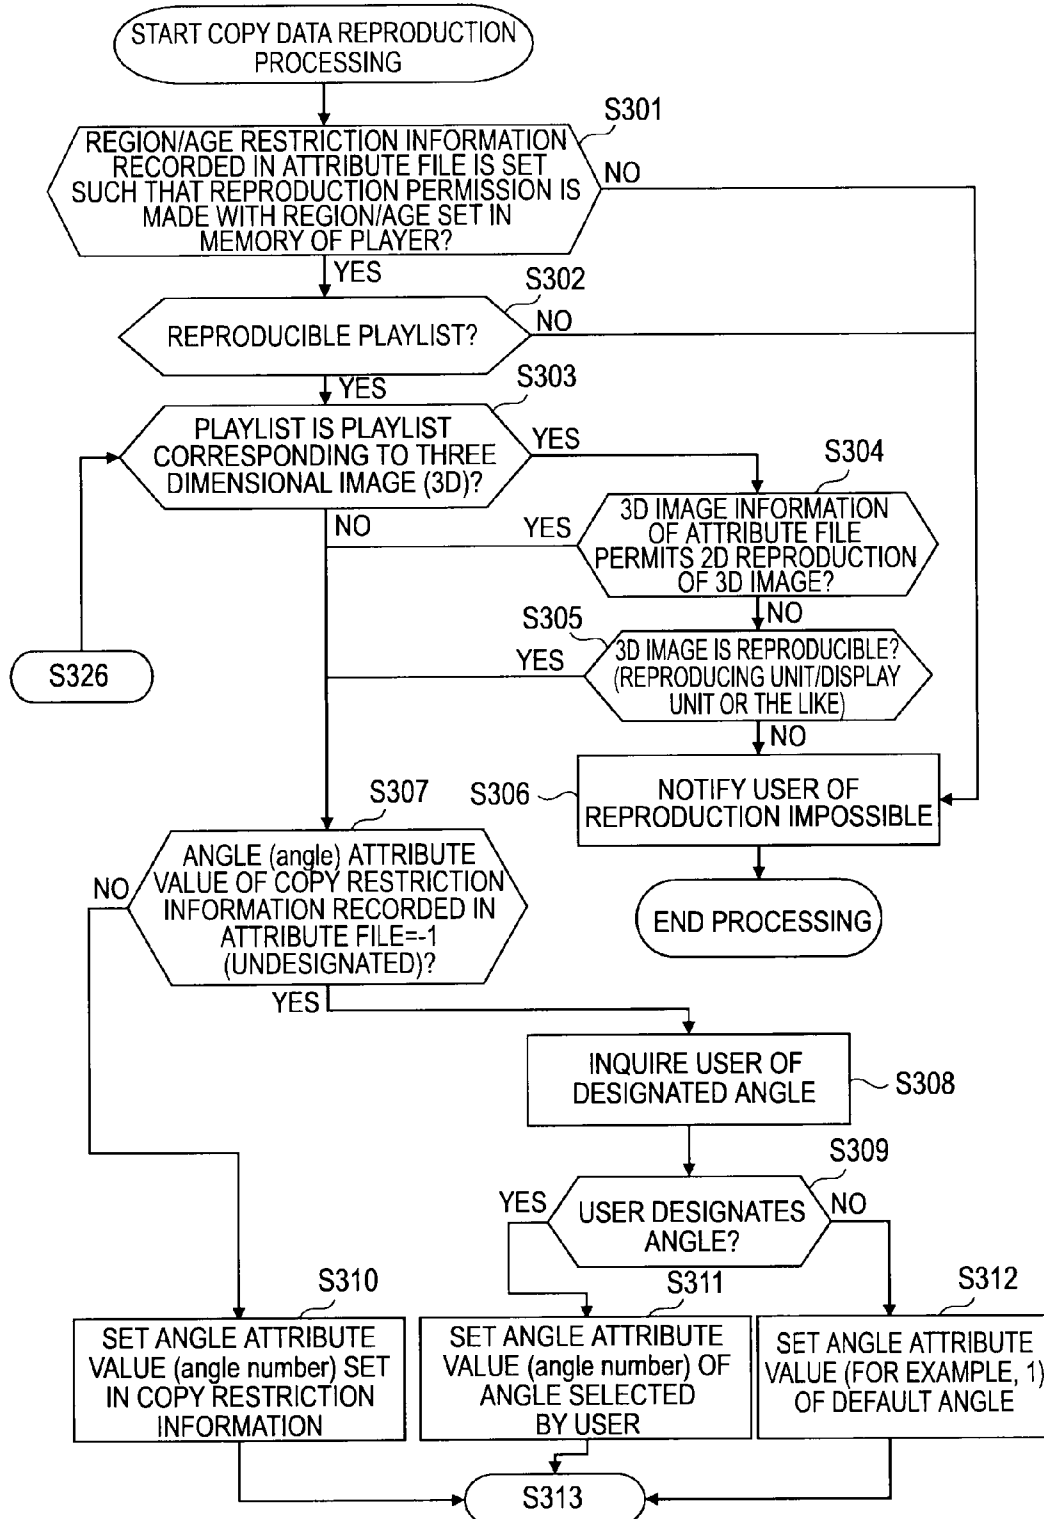 START COPY DATA REPRODUCTION
PROCESSING
S301
REGION/AGE RESTRICTION INFORMATION
RECORDED IN ATTRIBUTE FILE IS SET
SUCH THAT REPRODUCTION PERMISSION IS
MADE WITH REGION/AGE SET IN
MEMORY OF PLAYER?
NO
YES
S302
REPRODUCIBLE PLAYLIST?
NO
YES
S303
PLAYLIST IS PLAYLIST
CORRESPONDING TO THREE
DIMENSIONAL IMAGE (3D)?
YES
NO
S304
3D IMAGE INFORMATION
OF ATTRIBUTE FILE
PERMITS 2D REPRODUCTION
OF 3D IMAGE?
YES
NO
S305
3D IMAGE IS REPRODUCIBLE?
(REPRODUCING UNIT/DISPLAY
UNIT OR THE LIKE)
YES
NO
S326
S306
NOTIFY USER OF
REPRODUCTION IMPOSSIBLE
END PROCESSING
S307
ANGLE (angle) ATTRIBUTE
VALUE OF COPY RESTRICTION
INFORMATION RECORDED IN
ATTRIBUTE FILE=-1
(UNDESIGNATED)?
NO
YES
INQUIRE USER OF
DESIGNATED ANGLE
S308
S309
USER DESIGNATES
ANGLE?
YES
NO
S310
SET ANGLE ATTRIBUTE
VALUE (angle number) SET
IN COPY RESTRICTION
INFORMATION
S311
SET ANGLE ATTRIBUTE
VALUE (angle number) OF
ANGLE SELECTED
BY USER
S312
SET ANGLE ATTRIBUTE
VALUE (FOR EXAMPLE, 1)
OF DEFAULT ANGLE
S313